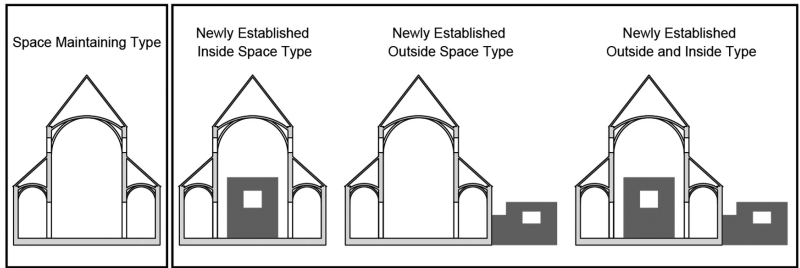 Space Maintaining Type
Newly Established
Inside Space Type
Newly Established
Outside Space Type
Newly Established
Outside and Inside Type